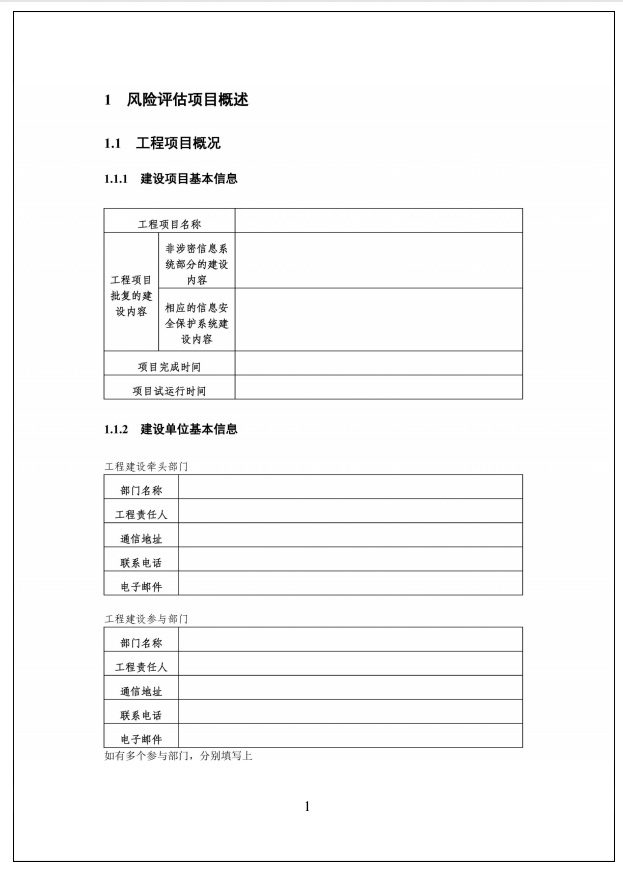 1 风险评估项目概述
1.1 工程项目概况
1.1.1 建设项目基本信息
工程项目名称
工程项目
批复的建
设内容
非涉密信息系
统部分的建设
内容
相应的信息安
全保护系统建
设内容
项目完成时间
项目试运行时间
1.1.2 建设单位基本信息
工程建设牵头部门
部门名称
工程责任人
通信地址
联系电话
电子邮件
工程建设参与部门
部门名称
工程责任人
通信地址
联系电话
电子邮件
如有多个参与部门，分别填写上
1